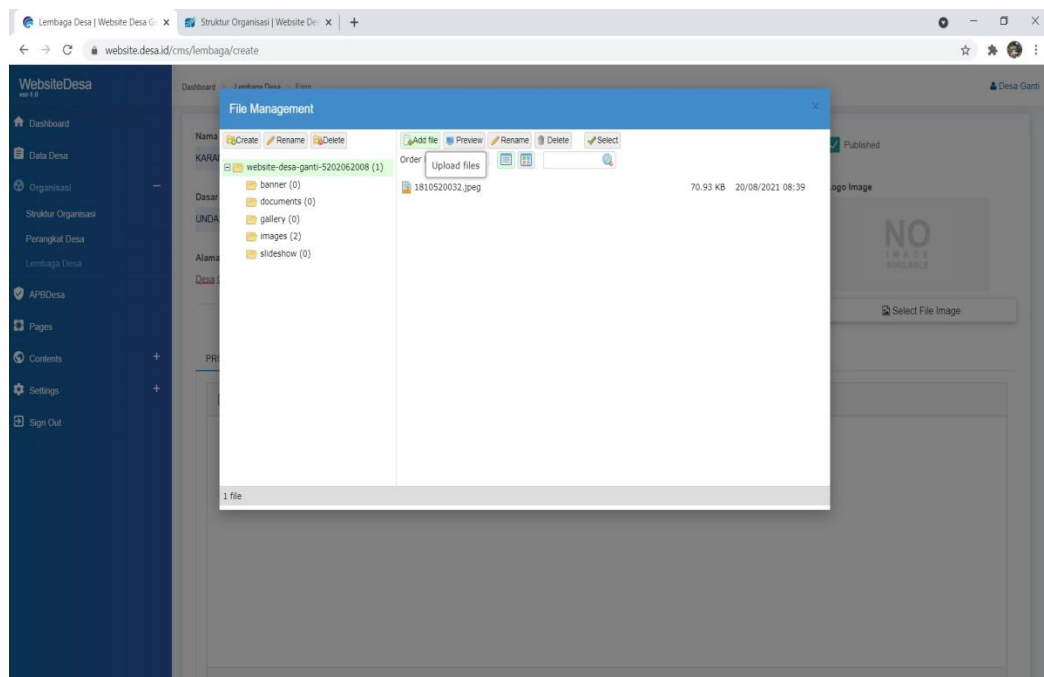 Lembaga Desa | Website Desa G
Struktur Organisasi | Website De
website.desa.id/cms/lembaga/create
WebsiteDesa
ver 1.0
Dashboard
Lembaga Desa
Form
Desa Ganti
Dashboard
Data Desa
Organisasi
Struktur Organisasi
Perangkat Desa
Lembaga Desa
APBDesa
Pages
Contents
Settings
Sign Out
File Management
Create Rename Delete
website-desa-ganti-5202062008 (1)
banner (0)
documents (0)
gallery (0)
images (2)
slideshow (0)
Add file Preview Rename Delete Select
Order
Upload files
1810520032.jpeg 70.93 KB 20/08/2021 08:39
1 file
Nama
KARA
Dasar
UNDA
Alama
Desa
PR
Published
ogo Image
NO
IMAGE
AVAILABLE
Select File Image